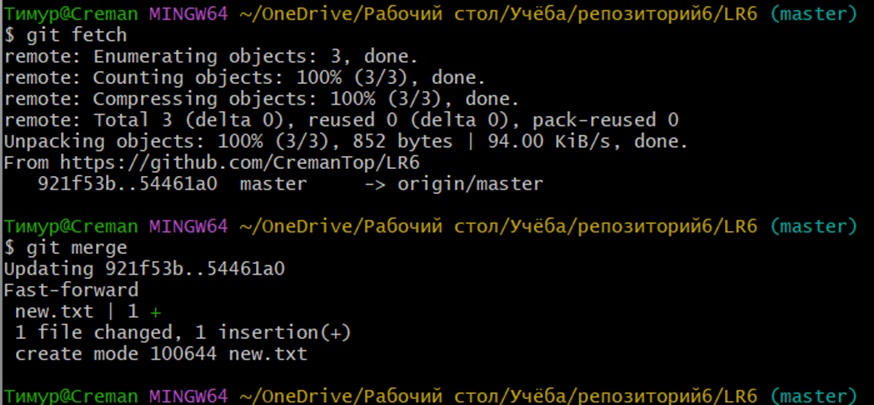 Тимур@Creman MINGW64 ~/OneDrive/Рабочий стол/Учёба/репозиторий6/LR6 (master)
$ git fetch
remote: Enumerating objects: 3, done.
remote: Counting objects: 100% (3/3), done.
remote: Compressing objects: 100% (3/3), done.
remote: Total 3 (delta 0), reused 0 (delta 0), pack-reused 0
Unpacking objects: 100% (3/3), 852 bytes | 94.00 KiB/s, done.
From https://github.com/CremanTop/LR6
   921f53b..54461a0  master     -> origin/master

Тимур@Creman MINGW64 ~/OneDrive/Рабочий стол/Учёба/репозиторий6/LR6 (master)
$ git merge
Updating 921f53b..54461a0
Fast-forward
 new.txt | 1 +
 1 file changed, 1 insertion(+)
 create mode 100644 new.txt

Тимур@Creman MINGW64 ~/OneDrive/Рабочий стол/Учёба/репозиторий6/LR6 (master)